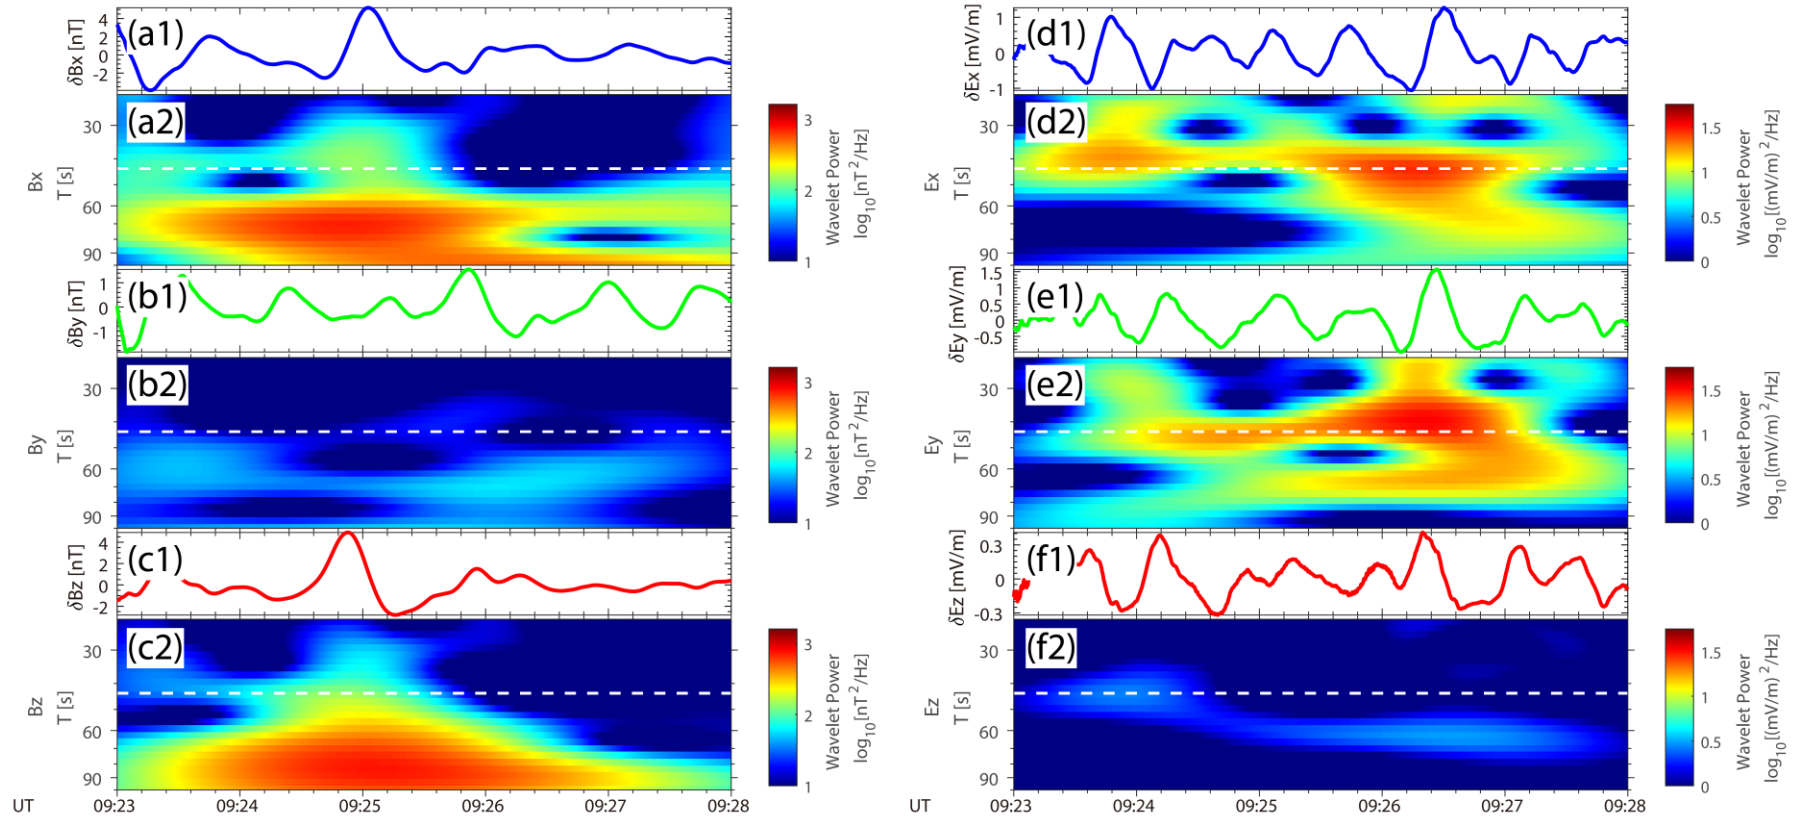 δBx [nT]
4
2
0
-2
(a1)
Bx
T [s]
30
60
90
(a2)
3
2
1
Wavelet Power
log10[nT2/Hz]
δBy [nT]
1
0
-1
(b1)
By
T [s]
30
60
90
(b2)
3
2
1
Wavelet Power
log10[nT2/Hz]
δBz [nT]
4
2
0
-2
(c1)
Bz
T [s]
30
60
90
(c2)
3
2
1
Wavelet Power
log10[nT2/Hz]
UT
09:23
09:24
09:25
09:26
09:27
09:28
δEx [mV/m]
1
0
-1
(d1)
Ex
T [s]
30
60
90
(d2)
1.5
1
0.5
0
Wavelet Power
log10[(mV/m)2/Hz]
δEy [mV/m]
1.5
0.5
0
-0.5
(e1)
Ey
T [s]
30
60
90
(e2)
1.5
1
0.5
0
Wavelet Power
log10[(mV/m)2/Hz]
δEz [mV/m]
0.3
0
-0.3
(f1)
Ez
T [s]
30
60
90
(f2)
1.5
1
0.5
0
Wavelet Power
log10[(mV/m)2/Hz]
UT
09:23
09:24
09:25
09:26
09:27
09:28